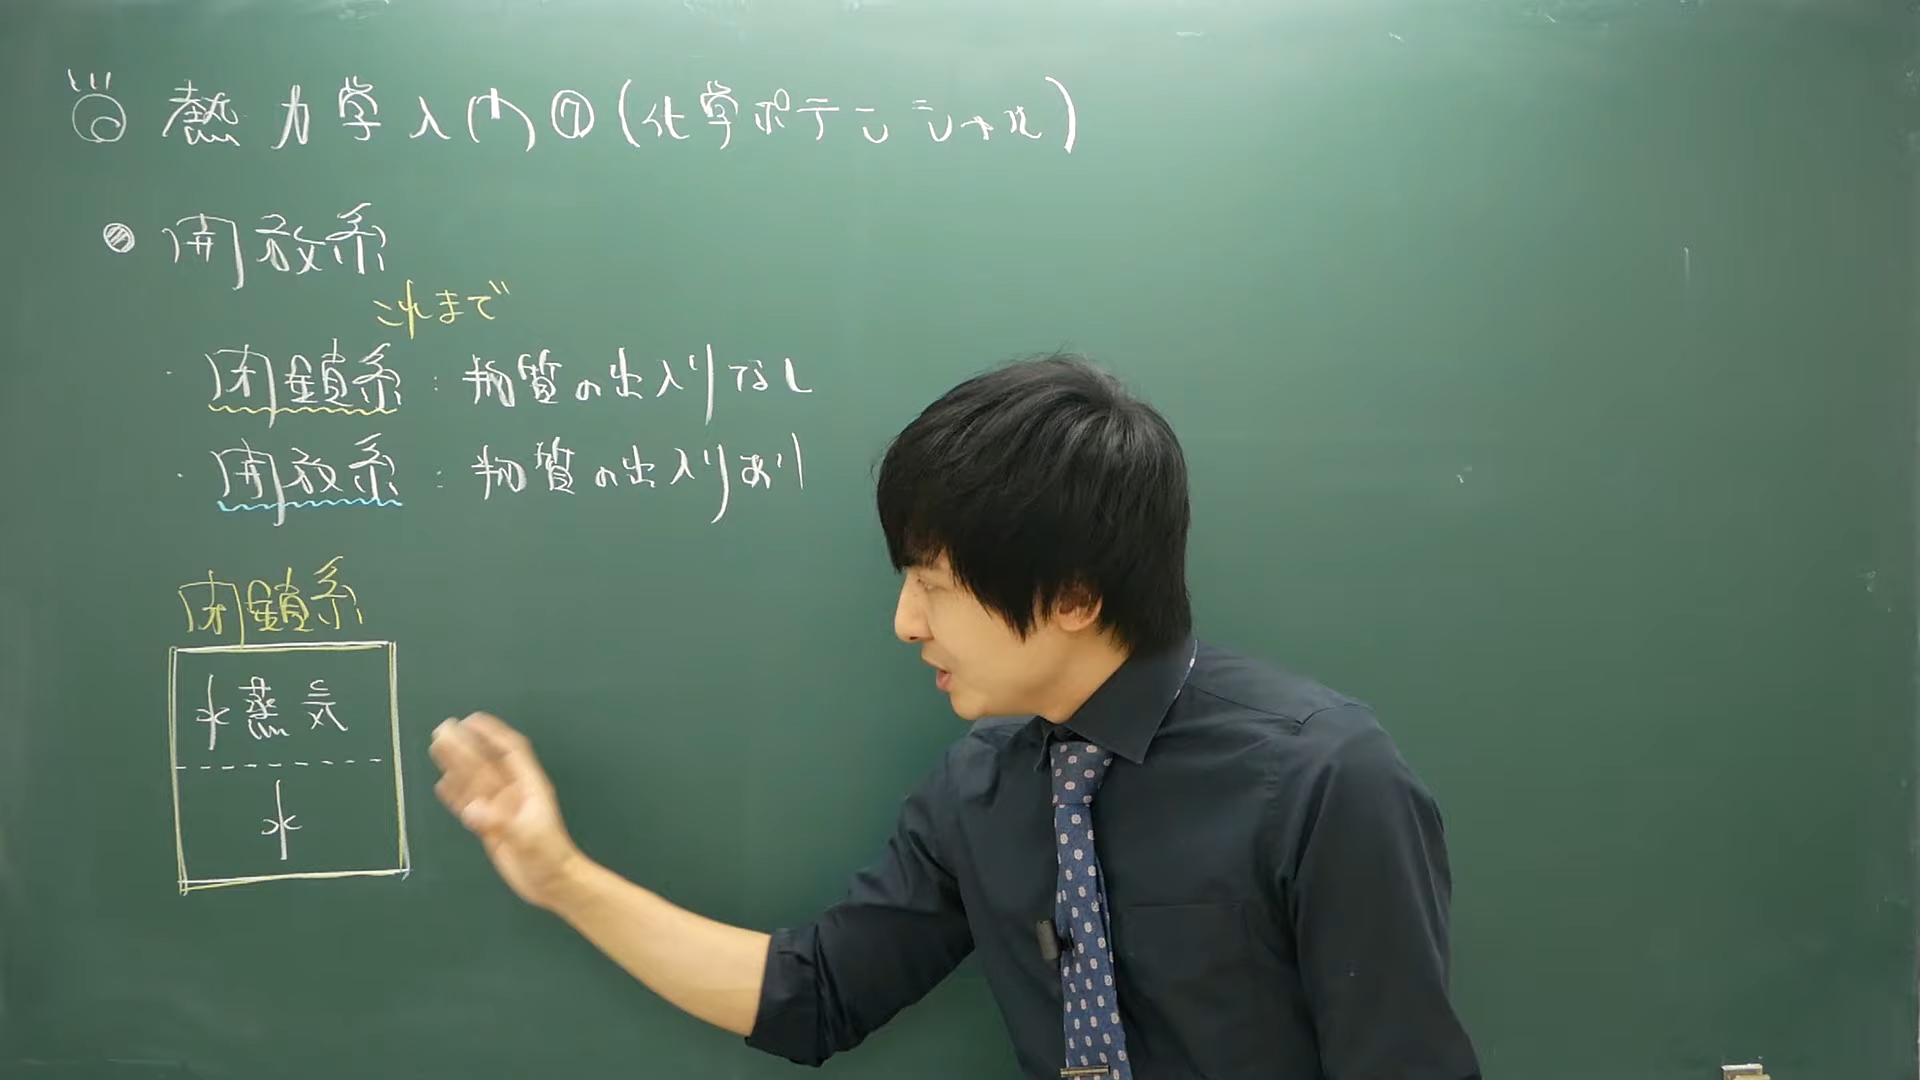 熱力学入門⑦(化学ポテンシャル)
開放系
これまで
・閉鎖系：物質の出入りなし
・開放系：物質の出入りあり
閉鎖系
水蒸気
水